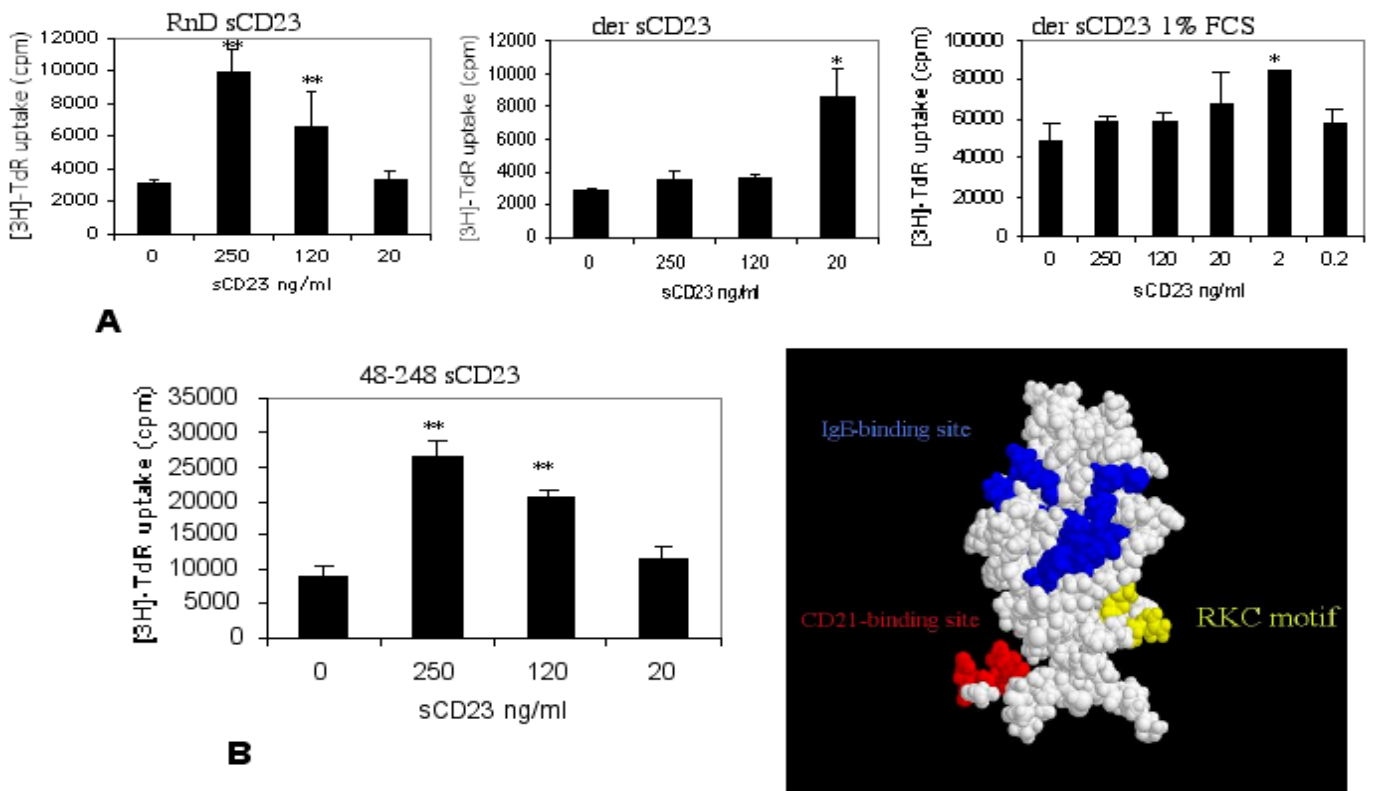 RnD sCD23
[3H]-TdR uptake (cpm)
12000
10000
8000
6000
4000
2000
0
**
**
0 250 120 20
sCD23 ng/ml
der sCD23
[3H]-TdR uptake (cpm)
12000
10000
8000
6000
4000
2000
0
*
0 250 120 20
sCD23 ng/ml
der sCD23 1% FCS
[3H]-TdR uptake (cpm)
100000
80000
60000
40000
20000
0
*
0 250 120 20 2 0.2
sCD23 ng/ml
A
48-248 sCD23
[3H]-TdR uptake (cpm)
35000
30000
25000
20000
15000
10000
5000
0
**
**
0 250 120 20
sCD23 ng/ml
B
IgE-binding site
CD21-binding site
RKC motif